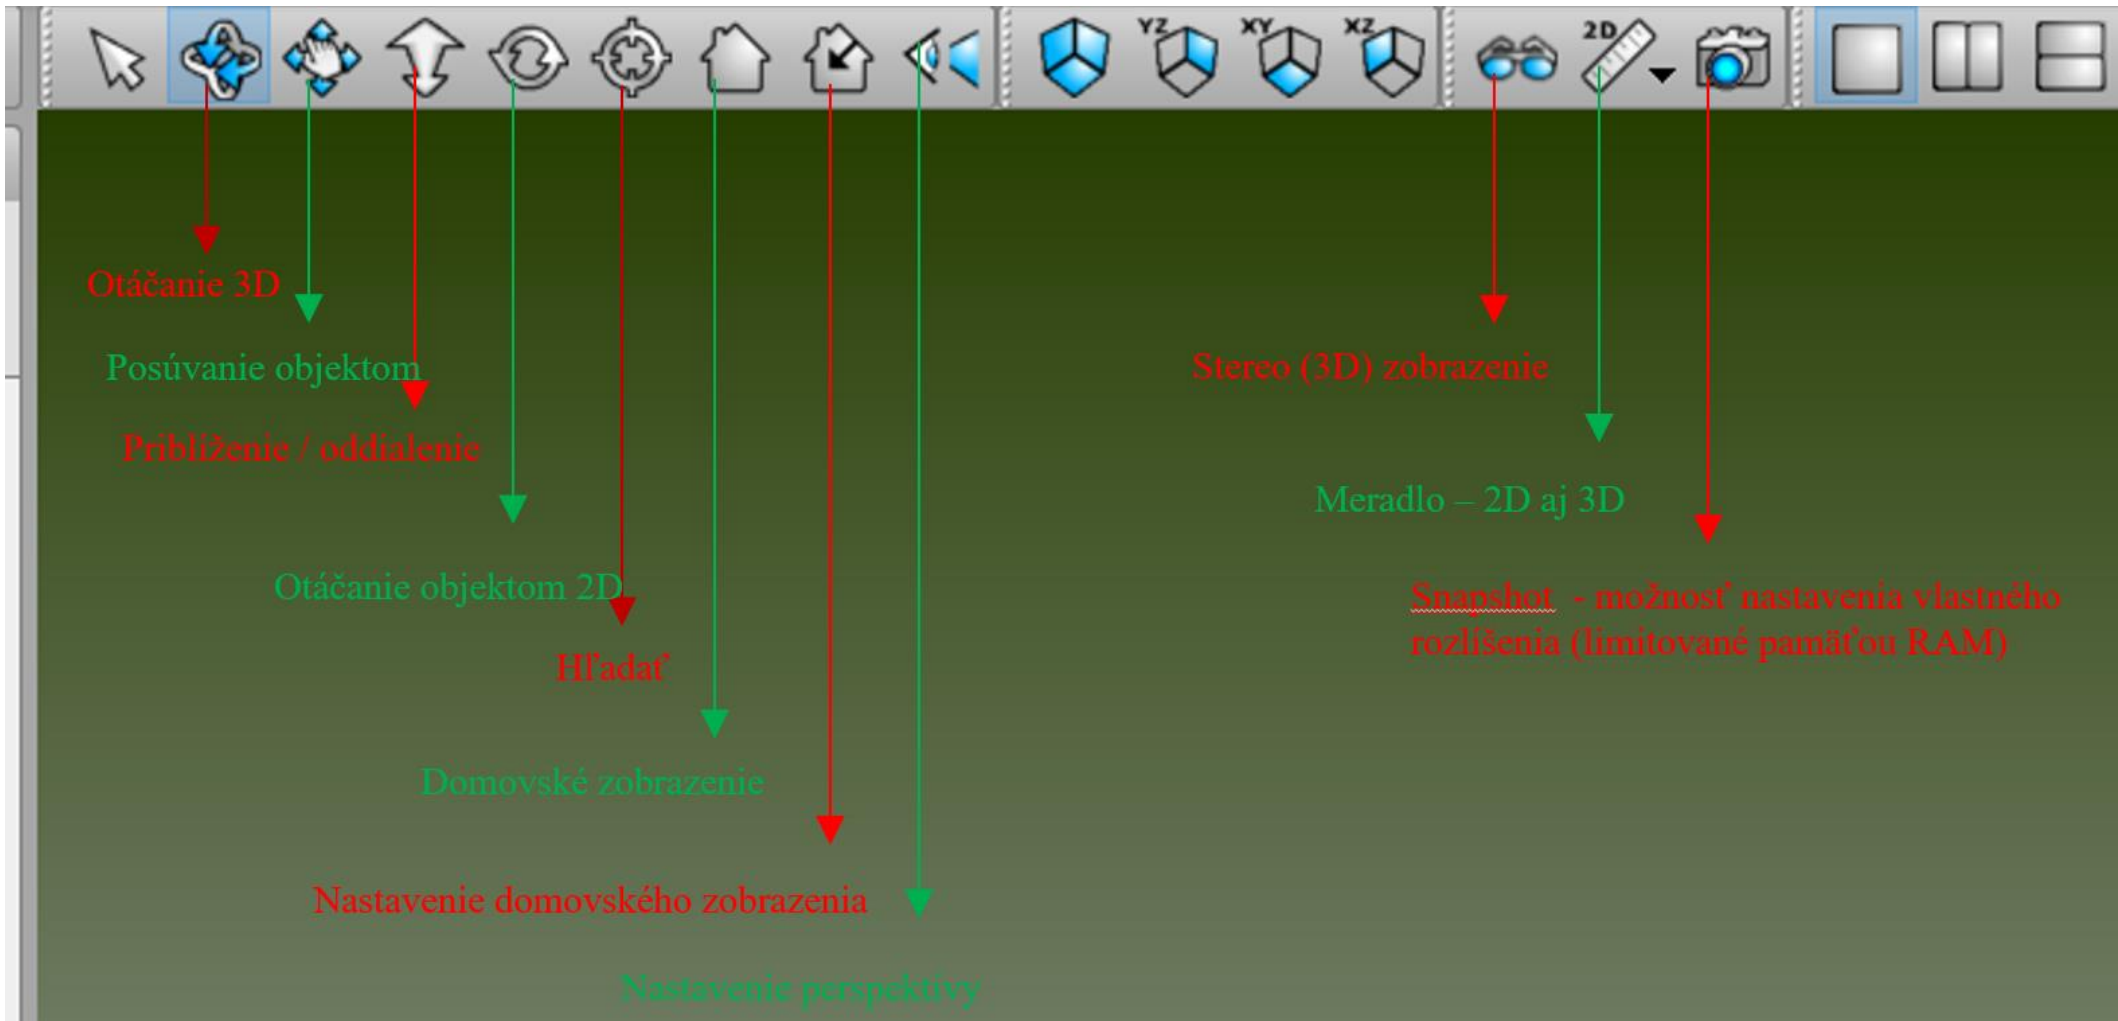 YZ
XY
XZ
2D
Otáčanie 3D
Posúvanie objektom
Stereo (3D) zobrazenie
Priblíženie / oddialenie
Meradlo – 2D aj 3D
Otáčanie objektom 2D
Snapshot - možnosť nastavenia vlastného
rozlíšenia (limitované pamäťou RAM)
Hľadať
Domovské zobrazenie
Nastavenie domovského zobrazenia
Nastavenie perspektívy